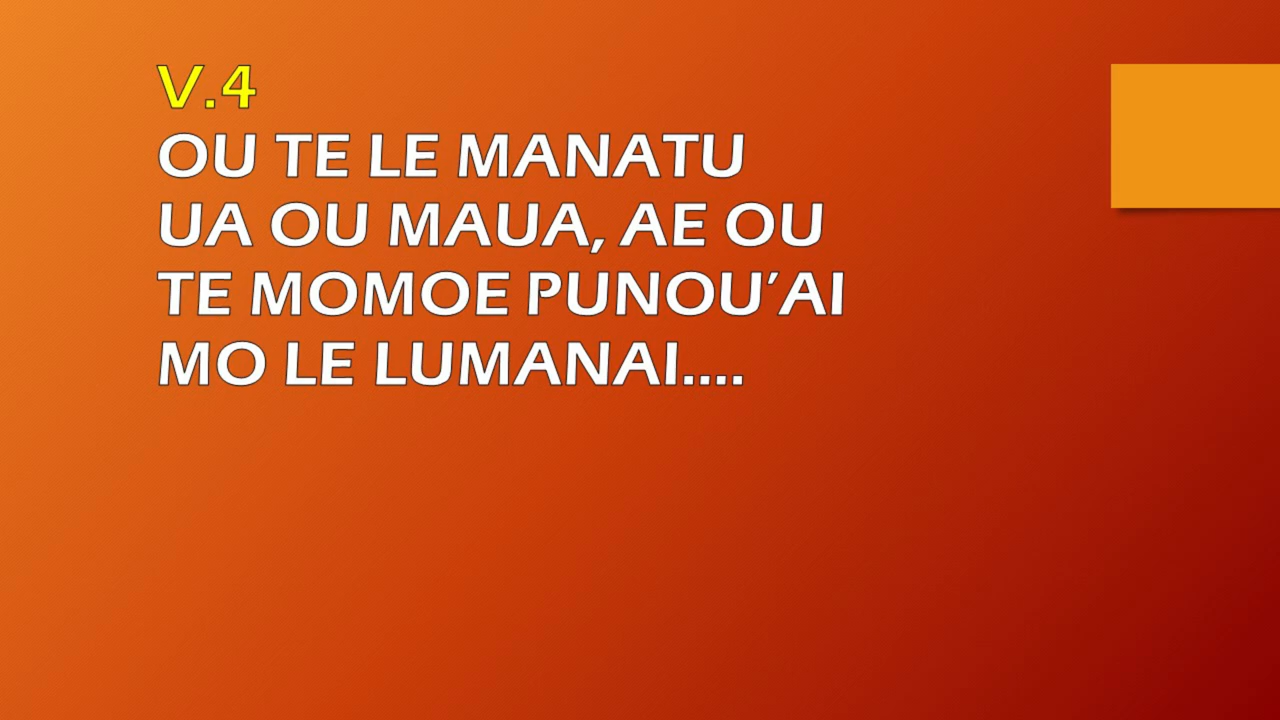 V.4
OU TE LE MANATU
UA OU MAUA, AE OU
TE MOMOE PUNOU’AI
MO LE LUMANAI....